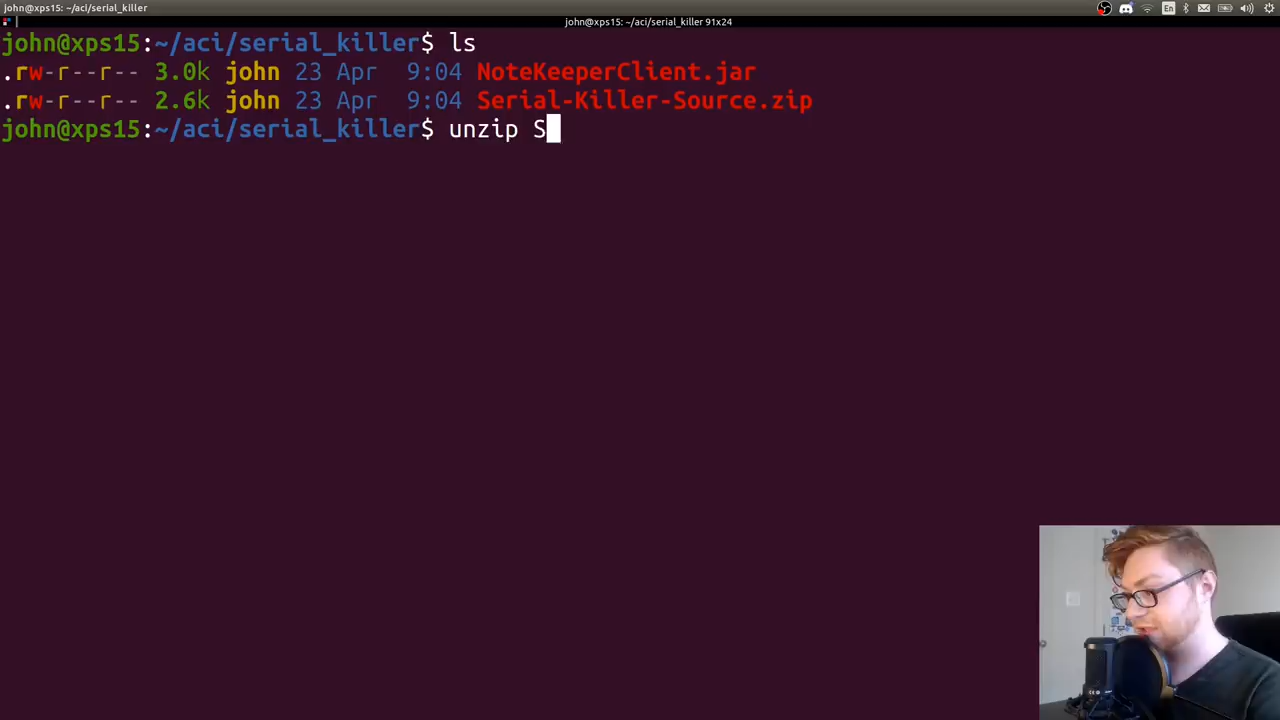 john@xps15: ~/aci/serial_killer
En
john@xps15: ~/aci/serial_killer 91x24
john@xps15:~/aci/serial_killer$ ls
.rw-r--r-- 3.0k john 23 Apr  9:04 NoteKeeperClient.jar
.rw-r--r-- 2.6k john 23 Apr  9:04 Serial-Killer-Source.zip
john@xps15:~/aci/serial_killer$ unzip S